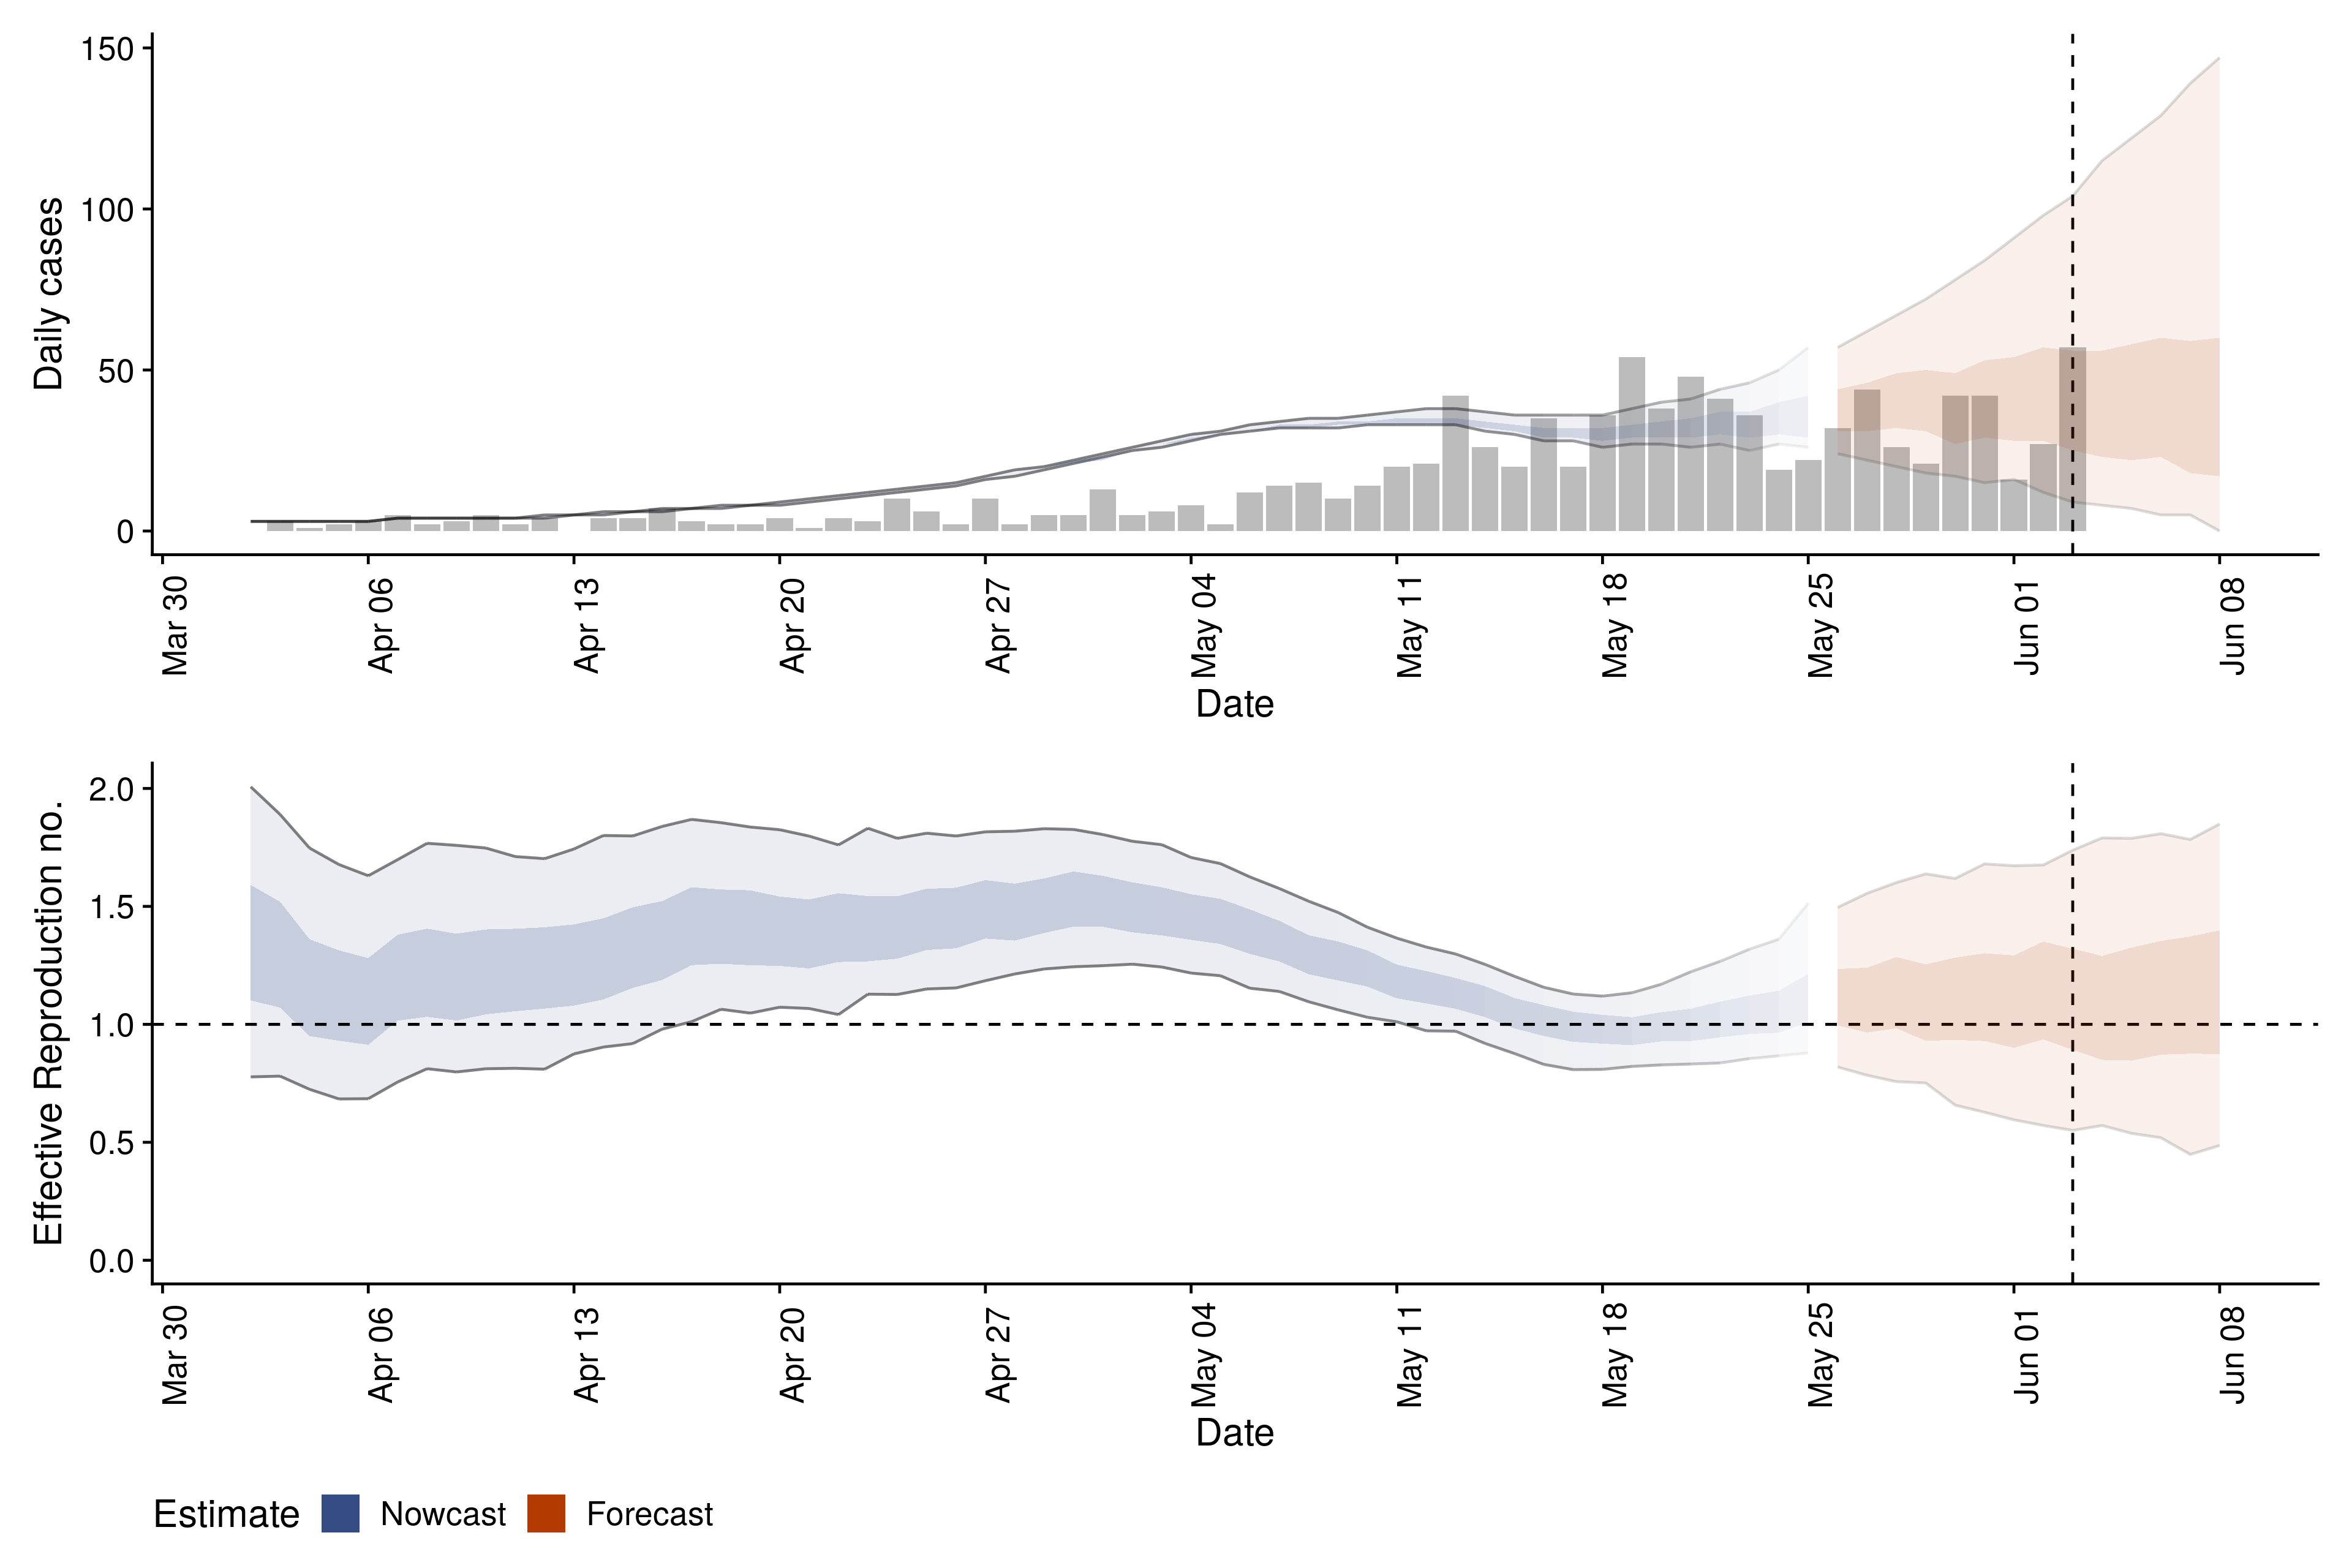 Daily cases
150
100
50
0
Mar 30
Apr 06
Apr 13
Apr 20
Apr 27
May 04
May 11
May 18
May 25
Jun 01
Jun 08
Date
Effective Reproduction no.
2.0
1.5
1.0
0.5
0.0
Mar 30
Apr 06
Apr 13
Apr 20
Apr 27
May 04
May 11
May 18
May 25
Jun 01
Jun 08
Date
Estimate Nowcast Forecast